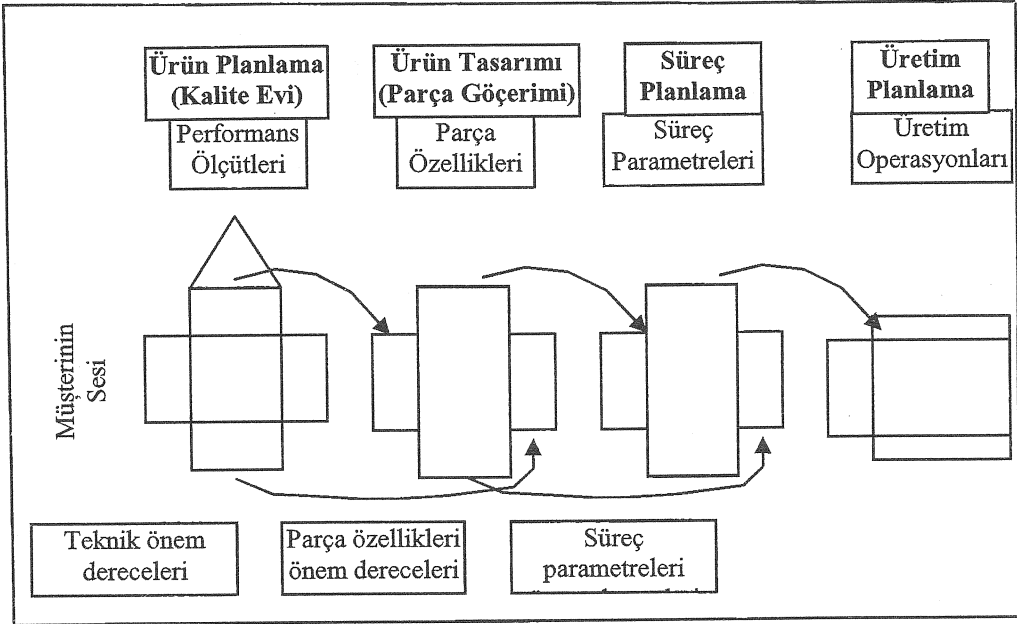 Ürün Planlama
(Kalite Evi)
Performans
Ölçütleri
Ürün Tasarımı
(Parça Göçerimi)
Parça
Özellikleri
Süreç
Planlama
Süreç
Parametreleri
Üretim
Planlama
Üretim
Operasyonları
Müşterinin
Sesi
Teknik önem
dereceleri
Parça özellikleri
önem dereceleri
Süreç
parametreleri